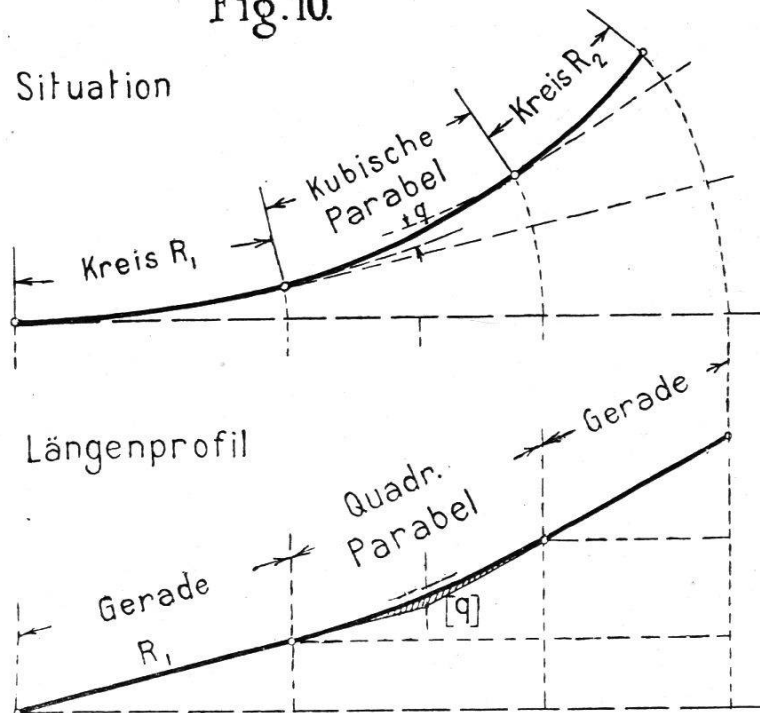 Fig. 10.
Situation
Kreis R₂
Kubische
Parabel
q
Kreis R₁
Längenprofil
Gerade
Quadr.
Parabel
Gerade
[q]
R₁